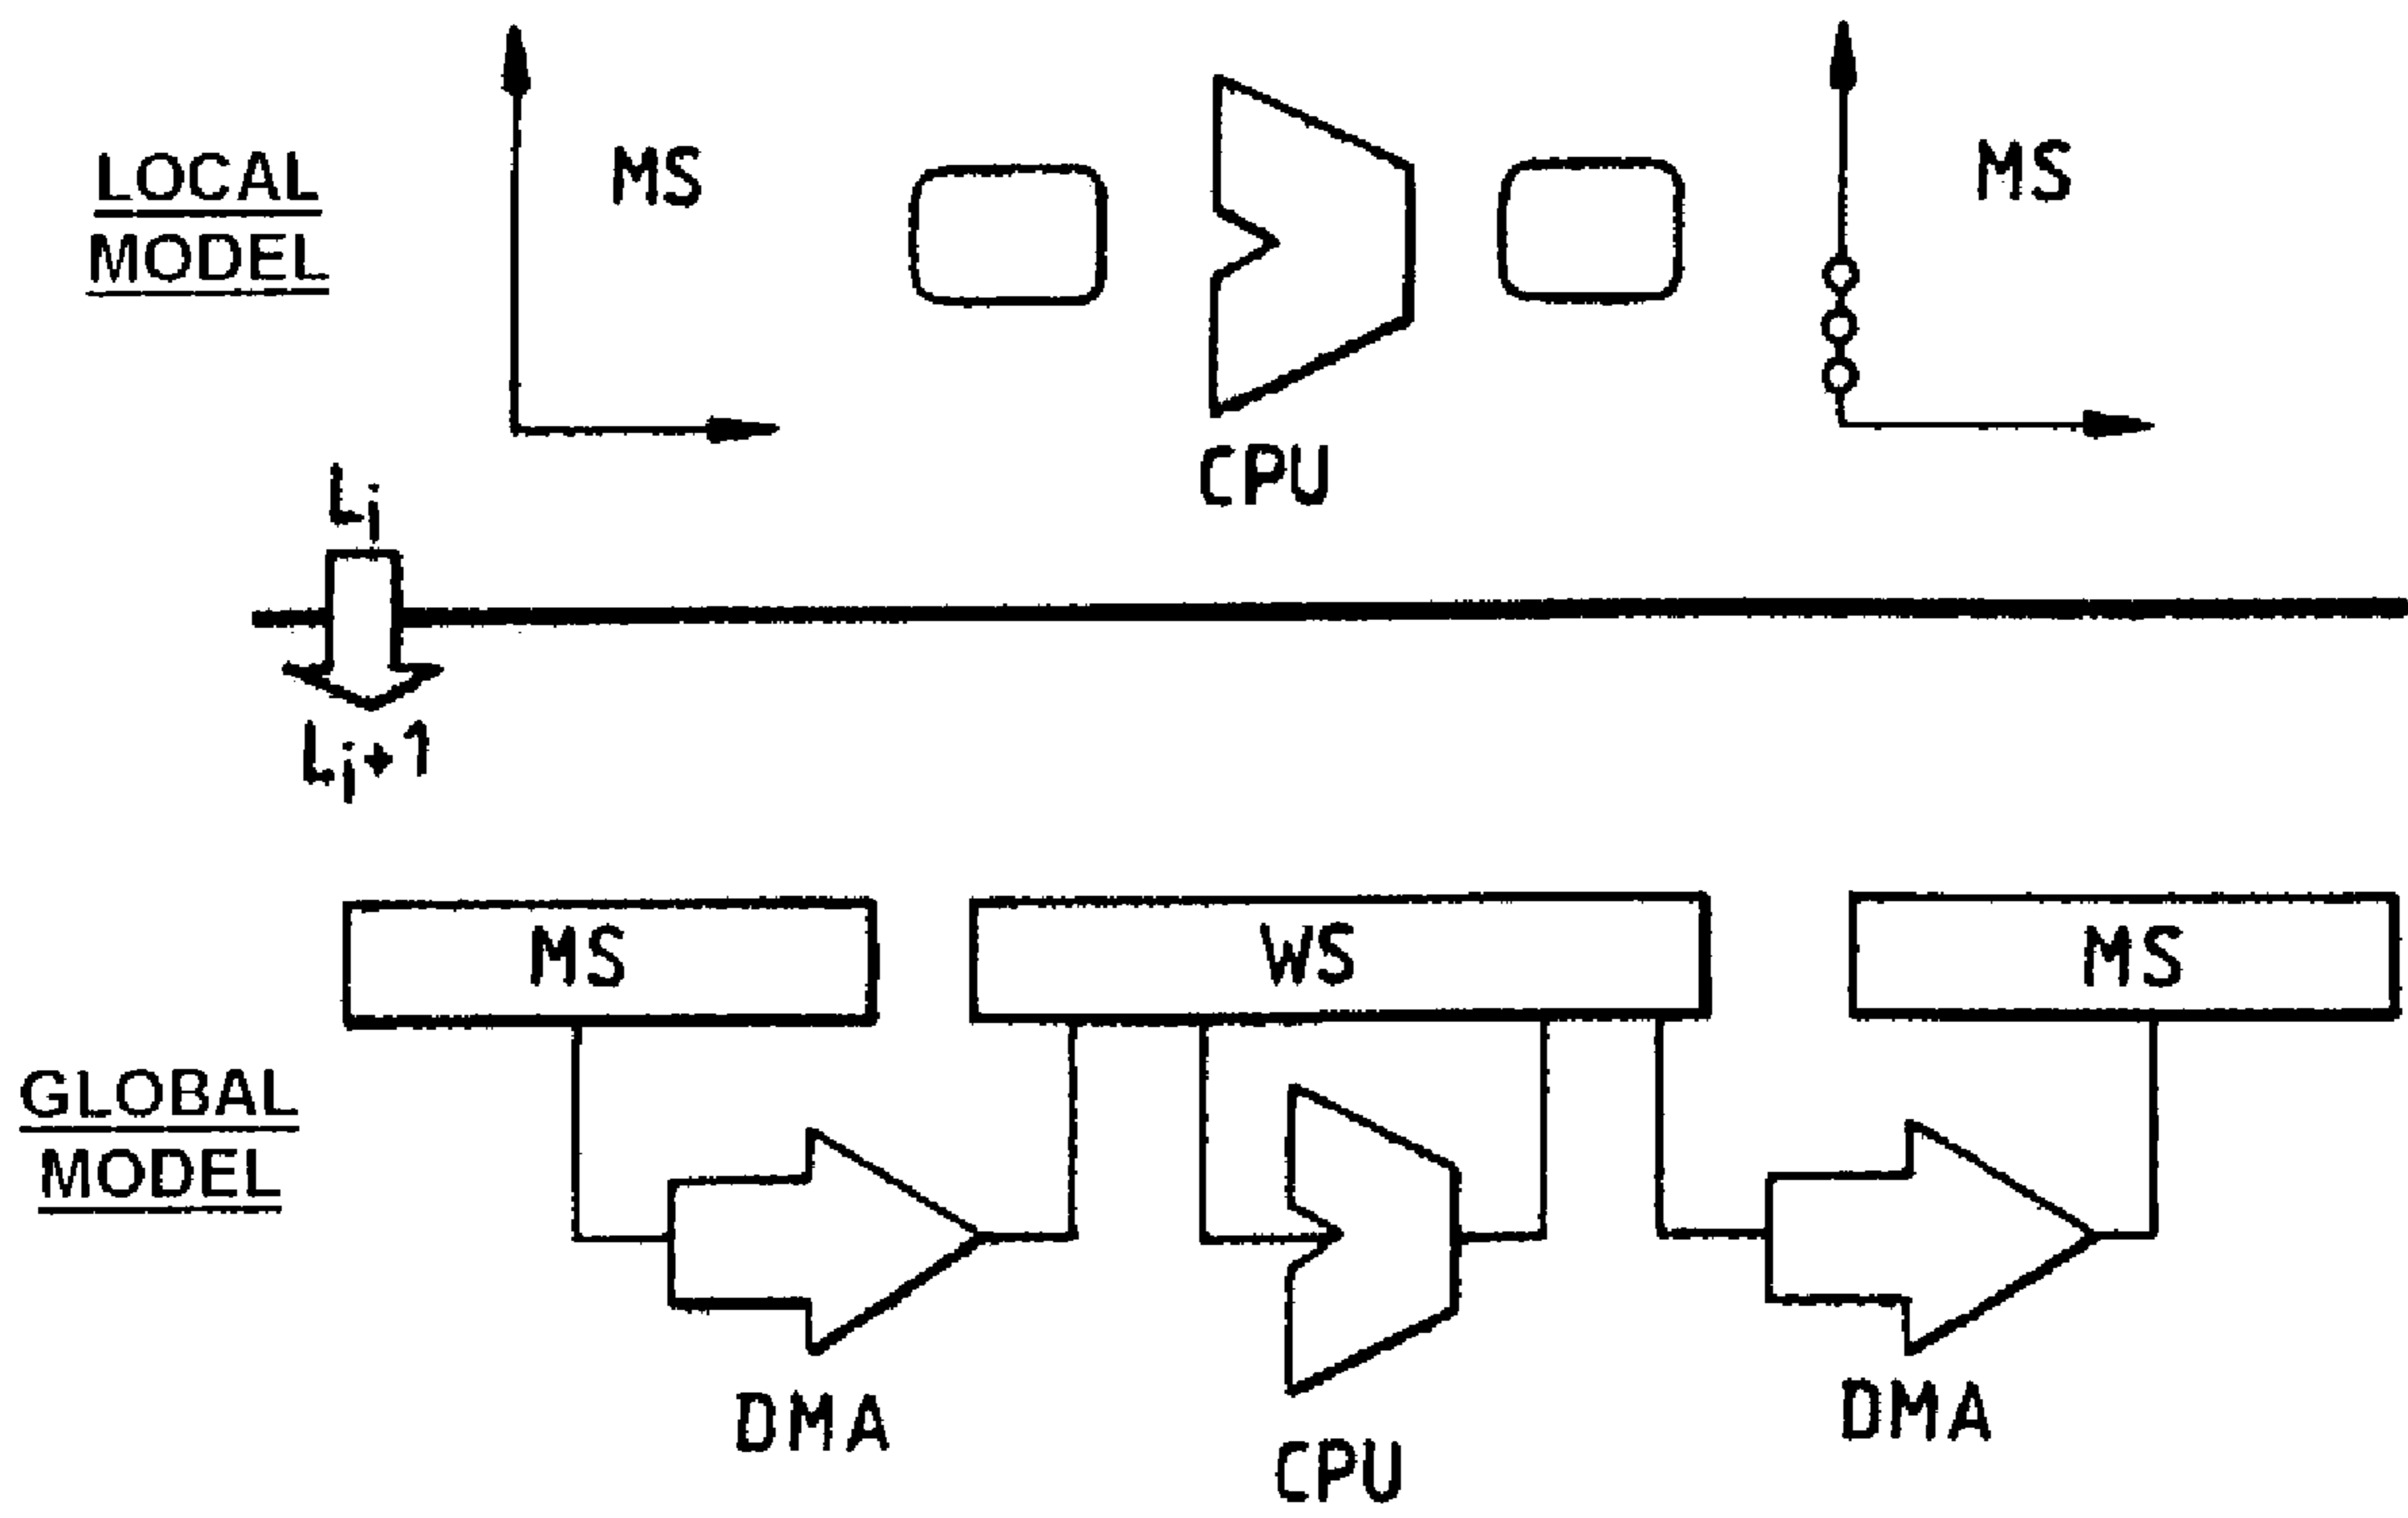 LOCAL
MODEL
MS
CPU
MS
Li
Li+1
MS
WS
MS
GLOBAL
MODEL
DMA
CPU
DMA